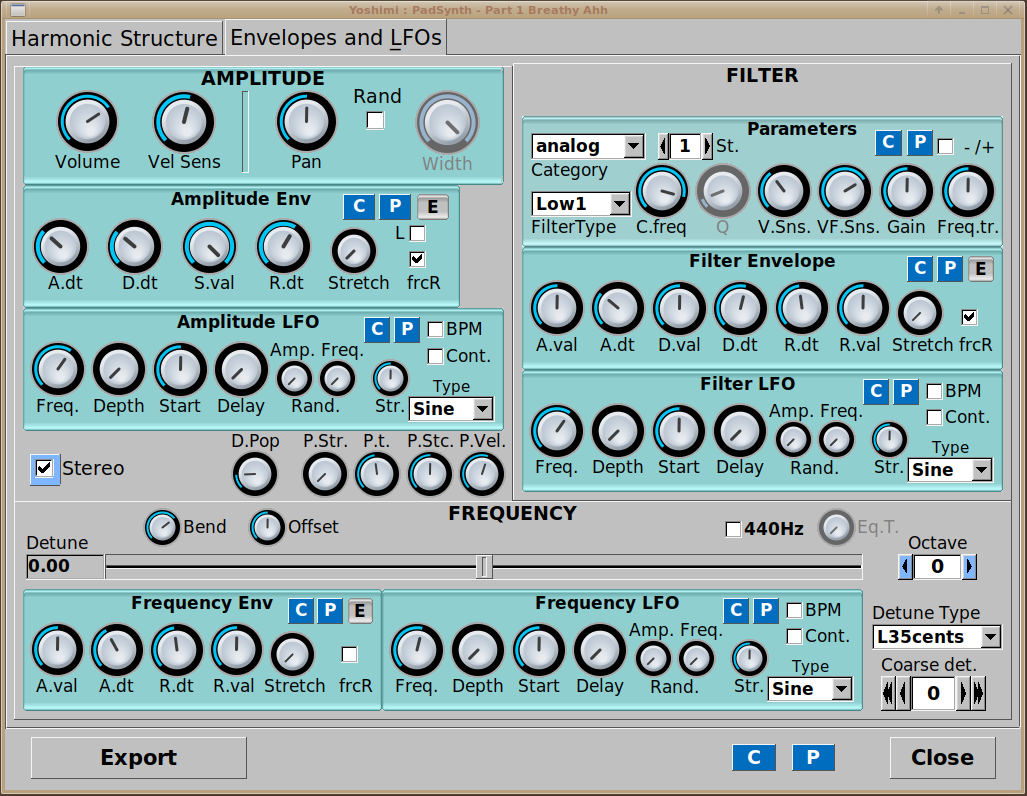 Yoshimi : PadSynth - Part 1 Breathy Ahh
Harmonic Structure
Envelopes and LFOs
AMPLITUDE
Rand
Volume
Vel Sens
Pan
Width
Amplitude Env
C
P
E
L
A.dt
D.dt
S.val
R.dt
Stretch
frcR
Amplitude LFO
C
P
BPM
Cont.
Amp. Freq.
Type
Freq.
Depth
Start
Delay
Rand.
Str.
Sine
Stereo
D.Pop
P.Str.
P.t.
P.Stc.
P.Vel.
FILTER
Parameters
C
P
- /+
analog
1
St.
Category
Low1
FilterType
C.freq
Q
V.Sns.
VF.Sns.
Gain
Freq.tr.
Filter Envelope
C
P
E
A.val
A.dt
D.val
D.dt
R.dt
R.val
Stretch
frcR
Filter LFO
C
P
BPM
Cont.
Amp. Freq.
Type
Freq.
Depth
Start
Delay
Rand.
Str.
Sine
FREQUENCY
Bend
Offset
440Hz
Eq.T.
Detune
0.00
Octave
0
Frequency Env
C
P
E
A.val
A.dt
R.dt
R.val
Stretch
frcR
Frequency LFO
C
P
BPM
Cont.
Amp. Freq.
Type
Freq.
Depth
Start
Delay
Rand.
Str.
Sine
Detune Type
L35cents
Coarse det.
0
Export
C
P
Close